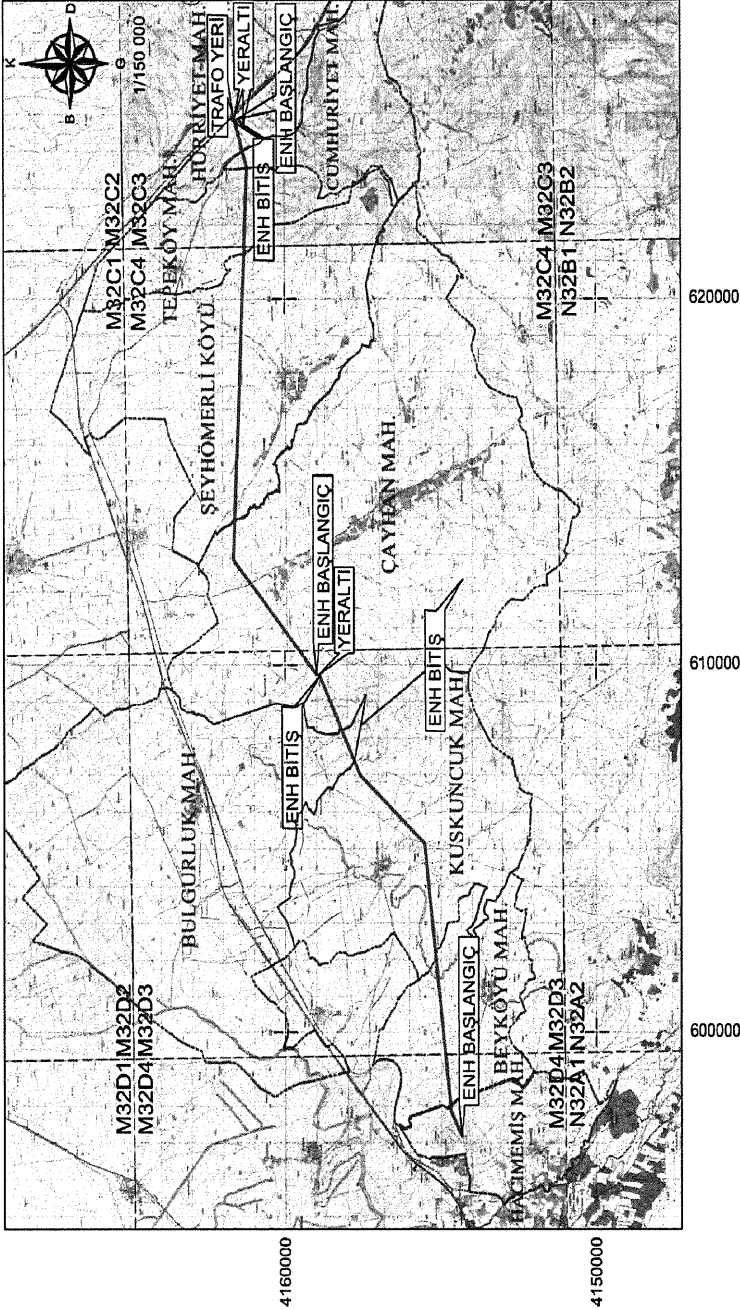 K
B
D
G
1/150 000
M32D1 M32D2
M32D4 M32D3
M32C1 M32C2
M32C4 M32C3
BULGURLUK MAH.
TEPEKÖY MAH.
HÜRRİYET MAH.
TRAFO YERİ
YERALTI
ENH BİTİŞ
ENH BAŞLANGIÇ
ŞEYHÖMERLİ KÖYÜ
CUMHURİYET MAH.
ENH BİTİŞ
ENH BAŞLANGIÇ
YERALTI
ÇAYHAN MAH.
ENH BİTİŞ
KUSKUNCUK MAH.
ENH BAŞLANGIÇ
BEYKÖYÜ MAH.
HACIMEMİŞ MAH.
M32D4 M32D3
N32A1 N32A2
M32C4 M32C3
N32B1 N32B2
4160000
4150000
600000
610000
620000